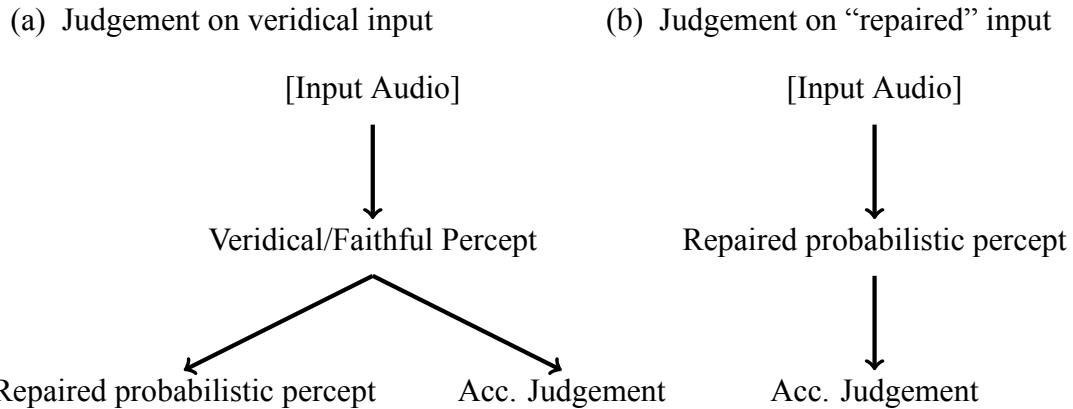 (a) Judgement on veridical input
[Input Audio]
Veridical/Faithful Percept
Repaired probabilistic percept
Acc. Judgement
(b) Judgement on “repaired” input
[Input Audio]
Repaired probabilistic percept
Acc. Judgement